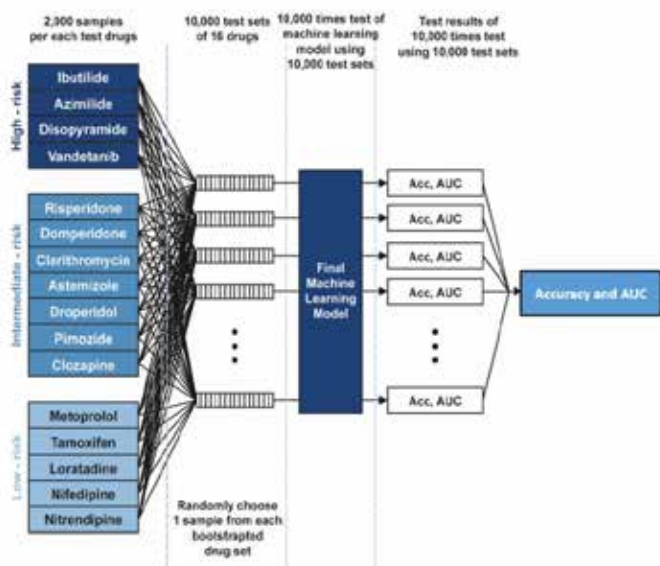 2,000 samples
per each test drugs
10,000 test sets
of 16 drugs
10,000 times test of
machine learning
model using
10,000 test sets
Test results of
10,000 times test
using 10,000 test sets
High - risk
Ibutilide
Azimilide
Disopyramide
Vandetanib
Intermediate - risk
Risperidone
Domperidone
Clarithromycin
Astemizole
Droperidol
Pimozide
Clozapine
Low - risk
Metoprolol
Tamoxifen
Loratadine
Nifedipine
Nitrendipine
Randomly choose
1 sample from each
bootstrapted
drug set
Final
Machine
Learning
Model
Acc, AUC
Acc, AUC
Acc, AUC
Acc, AUC
Acc, AUC
Accuracy and AUC